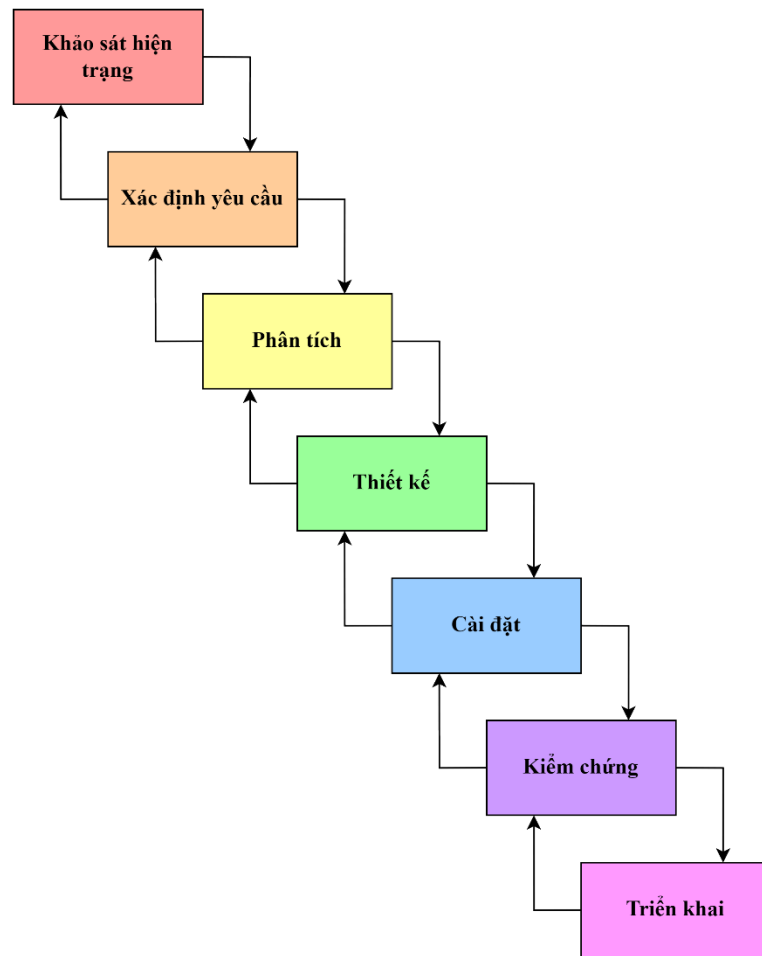 Khảo sát hiện
trạng
Xác định yêu cầu
Phân tích
Thiết kế
Cài đặt
Kiểm chứng
Triển khai